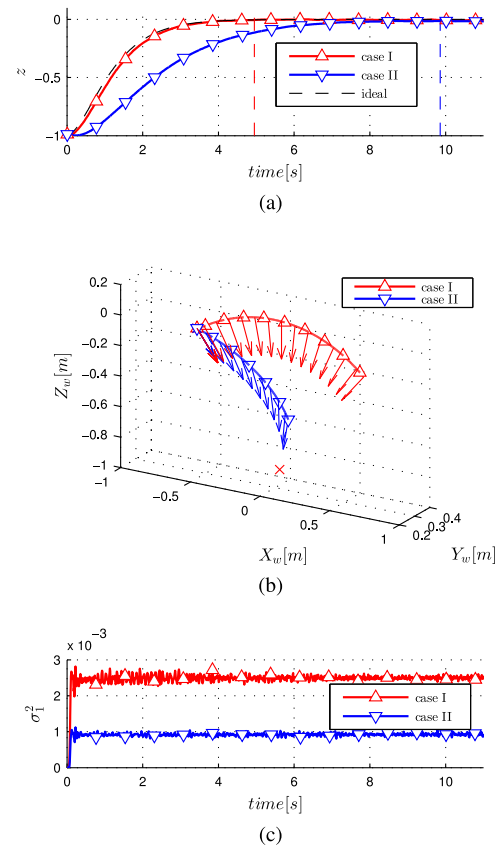 0
−0.5
−1
z
0 2 4 6 8 10
time[s]
case I
case II
ideal
(a)
0.2
0
−0.2
−0.4
−0.6
−0.8
−1
Z_w[m]
−1 −0.5 0 0.5 1
X_w[m]
0.2 0.3 0.4
Y_w[m]
case I
case II
(b)
x 10^−3
3
2
1
0
σ_1^2
0 2 4 6 8 10
time[s]
case I
case II
(c)